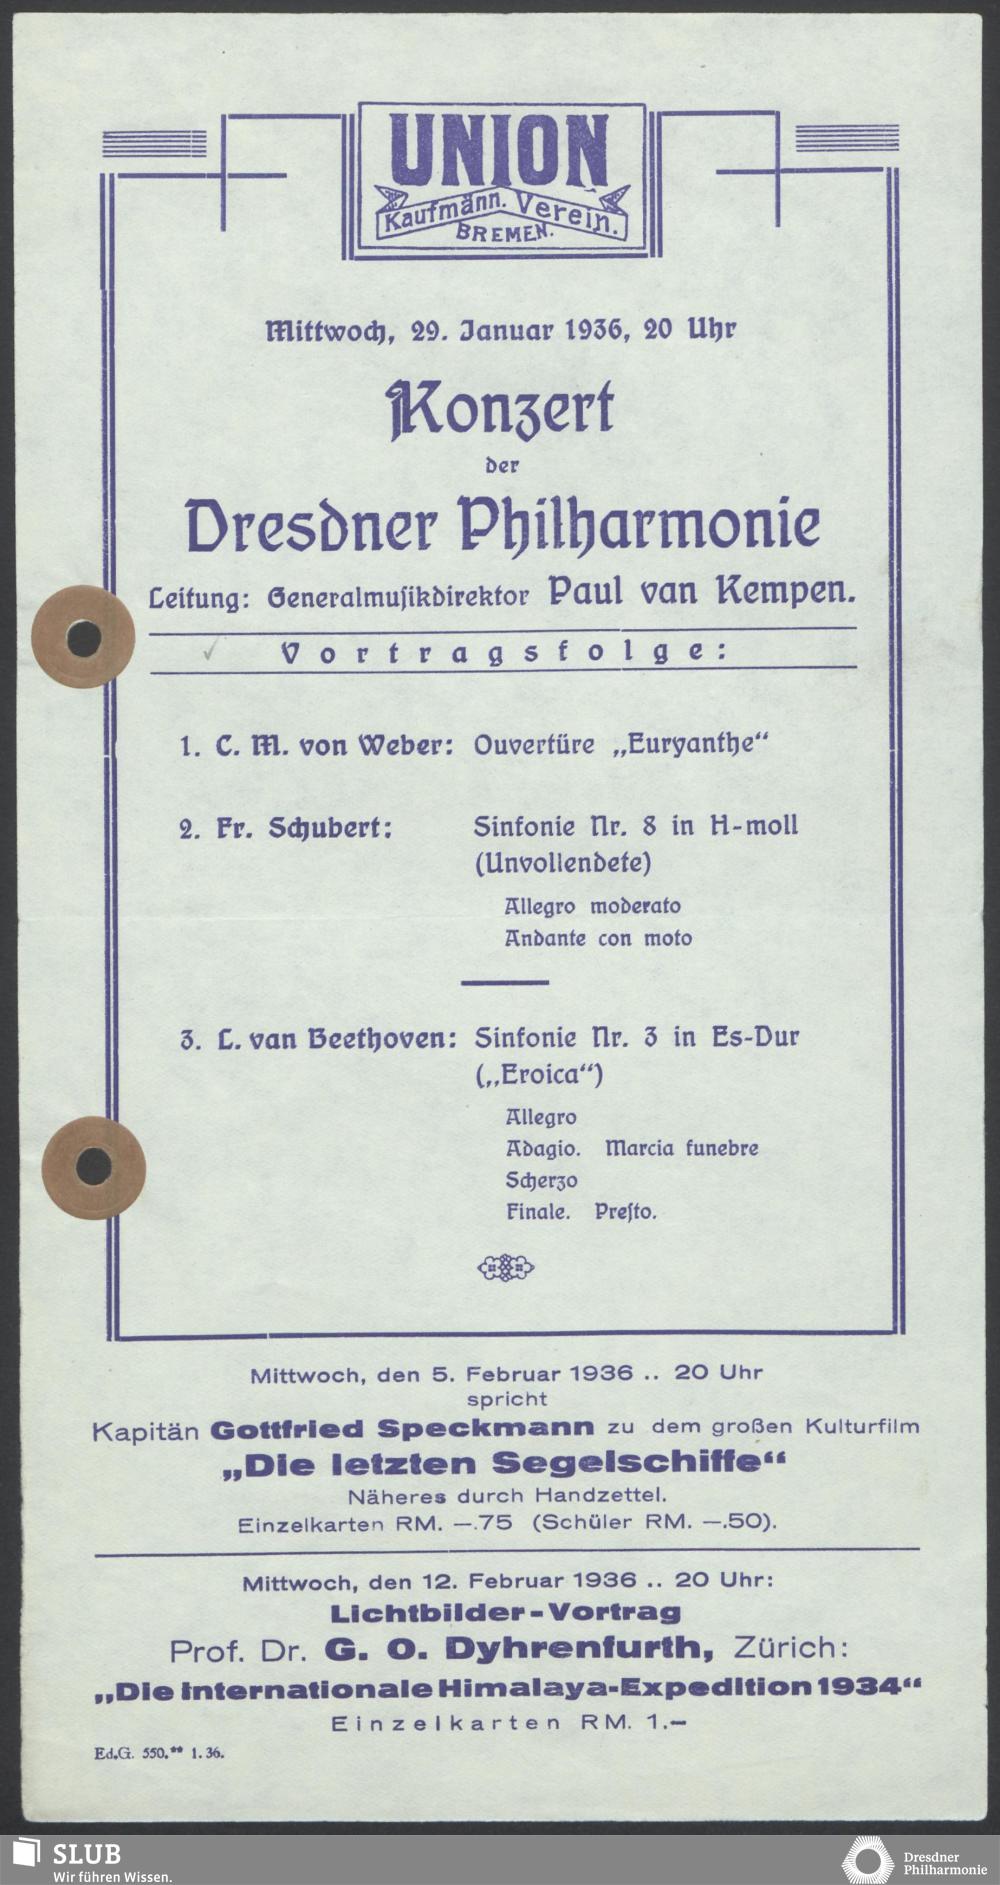 UNION
Kaufmänn. Verein.
BREMEN.
Mittwoch, 29. Januar 1936, 20 Uhr
Konzert
der
Dresdner Philharmonie
Leitung: Generalmuſikdirektor Paul van Kempen.
Vortragsfolge:
1. C. M. von Weber: Ouvertüre „Euryanthe“
2. Fr. Schubert: Sinfonie Nr. 8 in H-moll
(Unvollendete)
Allegro moderato
Andante con moto
3. L. van Beethoven: Sinfonie Nr. 3 in Es-Dur
(„Eroica“)
Allegro
Adagio. Marcia funebre
Scherzo
Finale. Preſto.
Mittwoch, den 5. Februar 1936 .. 20 Uhr
spricht
Kapitän Gottfried Speckmann zu dem großen Kulturfilm
„Die letzten Segelschiffe“
Näheres durch Handzettel.
Einzelkarten RM. —.75 (Schüler RM. —.50).
Mittwoch, den 12. Februar 1936 .. 20 Uhr:
Lichtbilder-Vortrag
Prof. Dr. G. O. Dyhrenfurth, Zürich:
„Die Internationale Himalaya-Expedition 1934“
Einzelkarten RM. 1.—
Ed.G. 550.** 1. 36.
SLUB
Wir führen Wissen.
Dresdner
Philharmonie